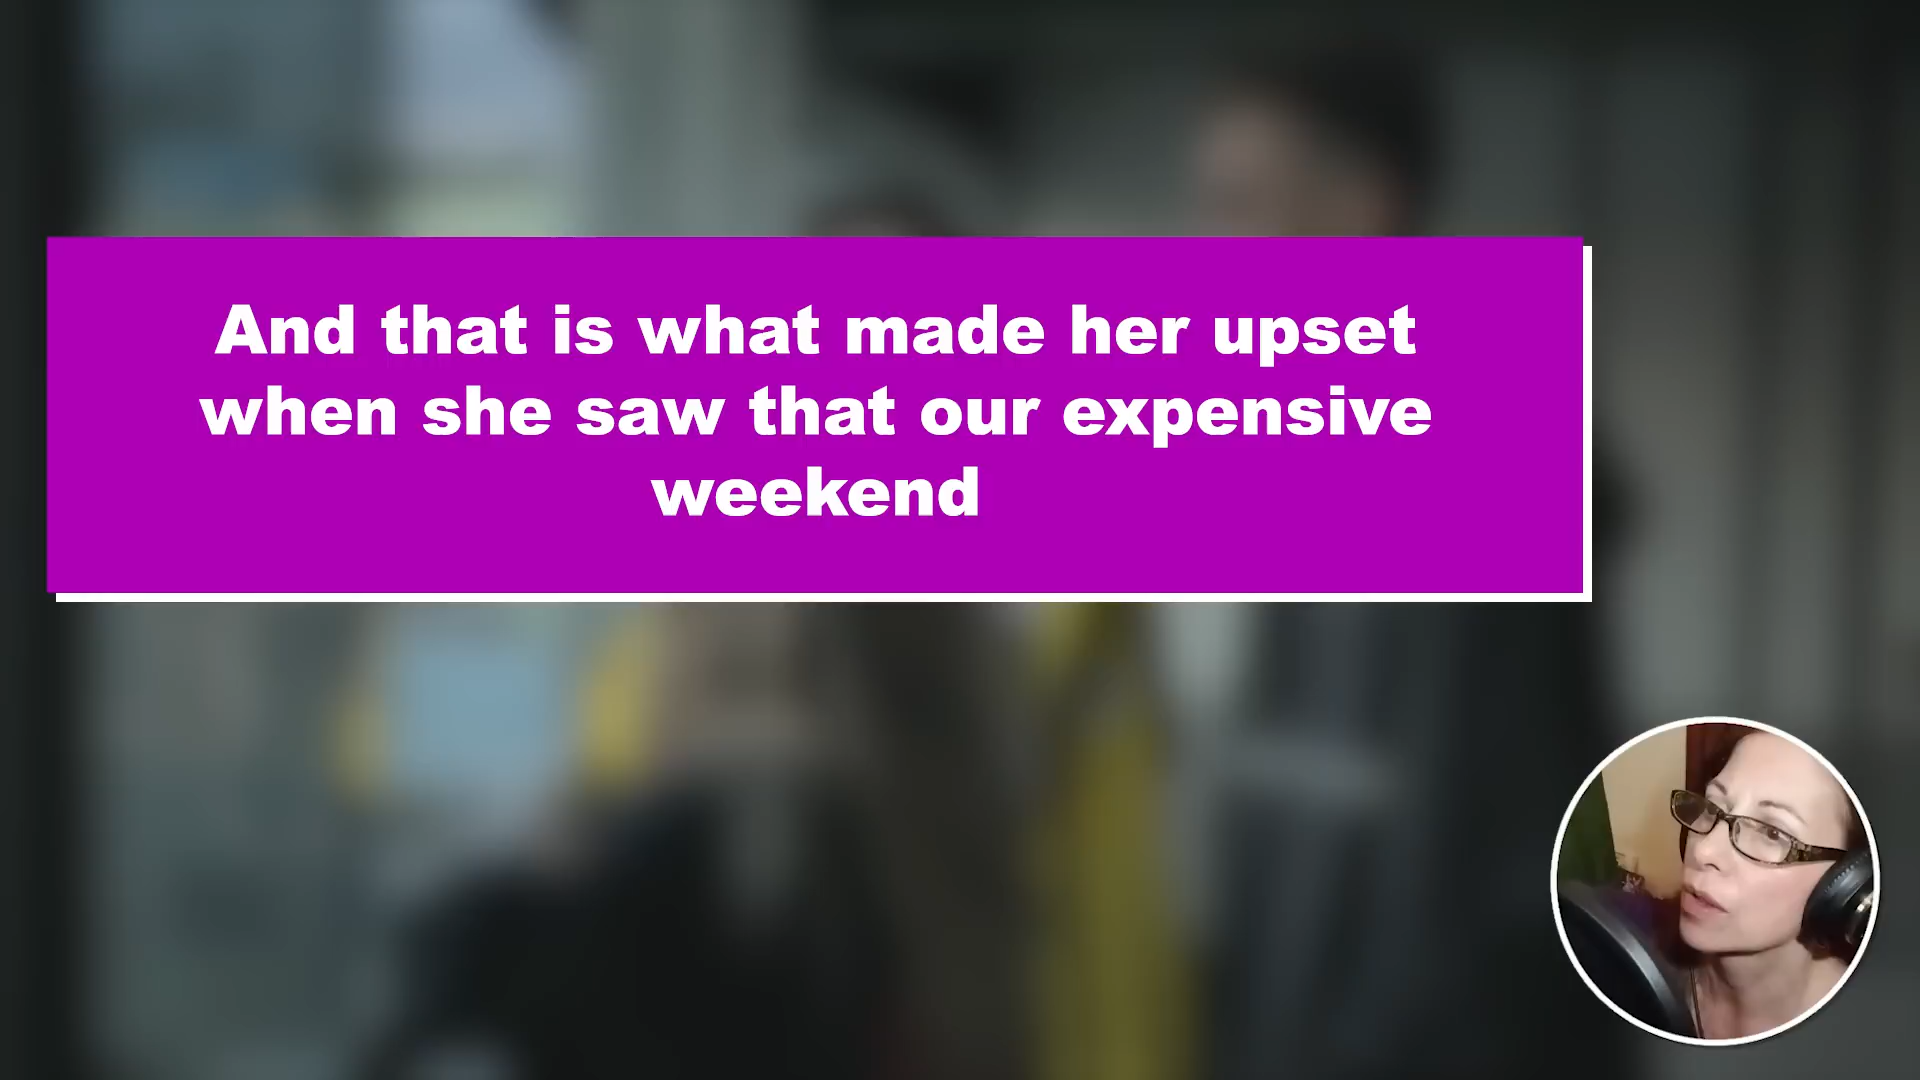 And that is what made her upset
when she saw that our expensive
weekend